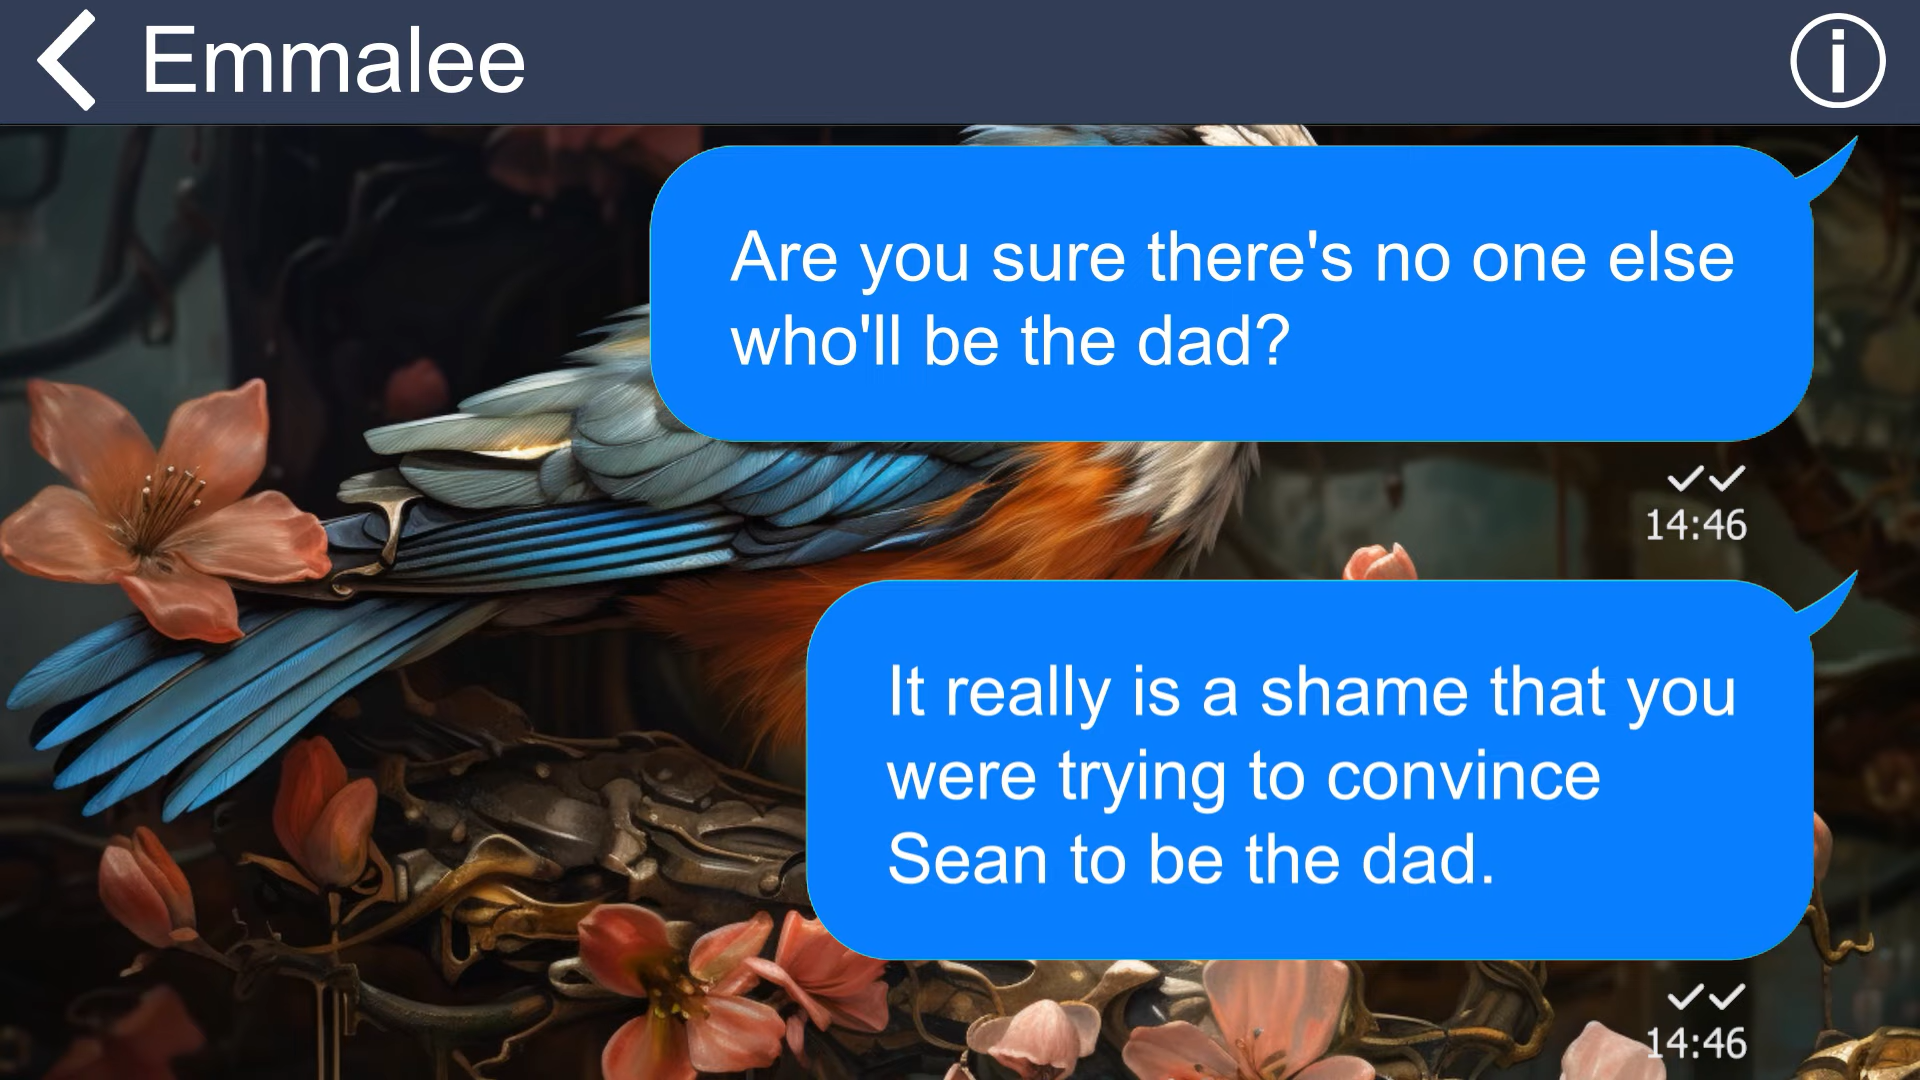 Emmalee
Are you sure there's no one else
who'll be the dad?
14:46
It really is a shame that you
were trying to convince
Sean to be the dad.
14:46